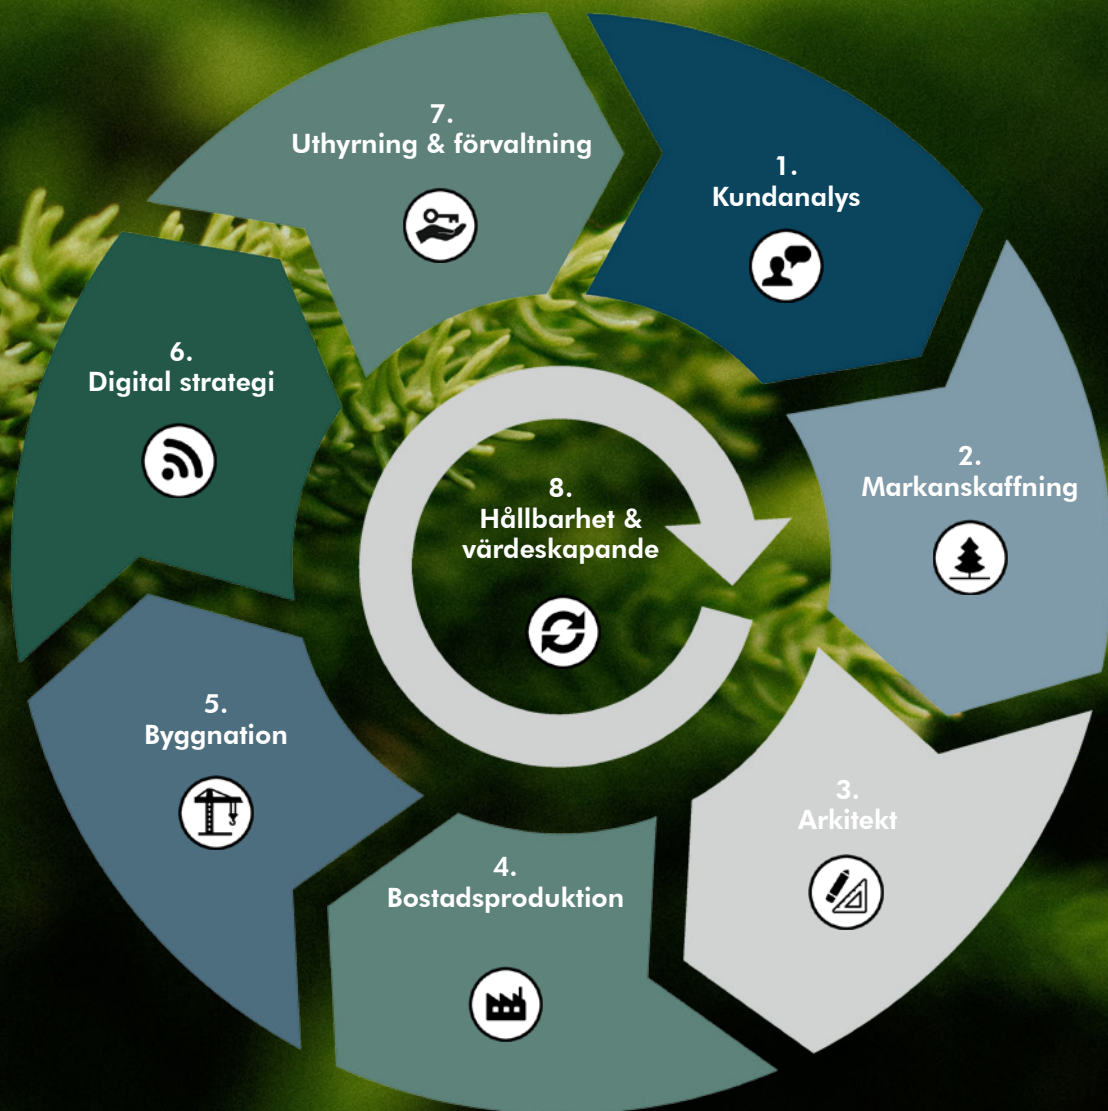 1.
Kundanalys
2.
Markanskaffning
3.
Arkitekt
4.
Bostadsproduktion
5.
Byggnation
6.
Digital strategi
7.
Uthyrning & förvaltning
8.
Hållbarhet &
värdeskapande